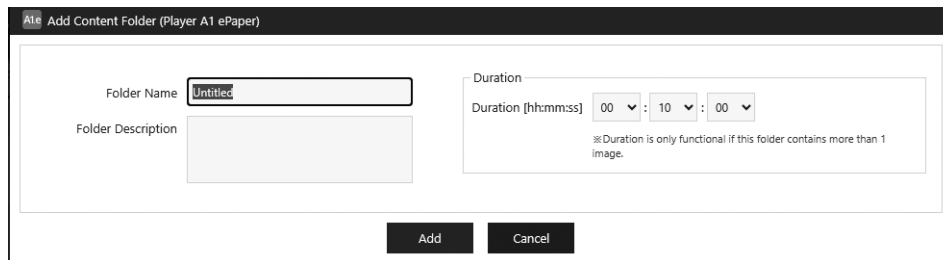 A1.e Add Content Folder (Player A1 ePaper)
Folder Name Untitled
Folder Description
Duration
Duration [hh:mm:ss] 00 : 10 : 00
※Duration is only functional if this folder contains more than 1
image.
Add Cancel